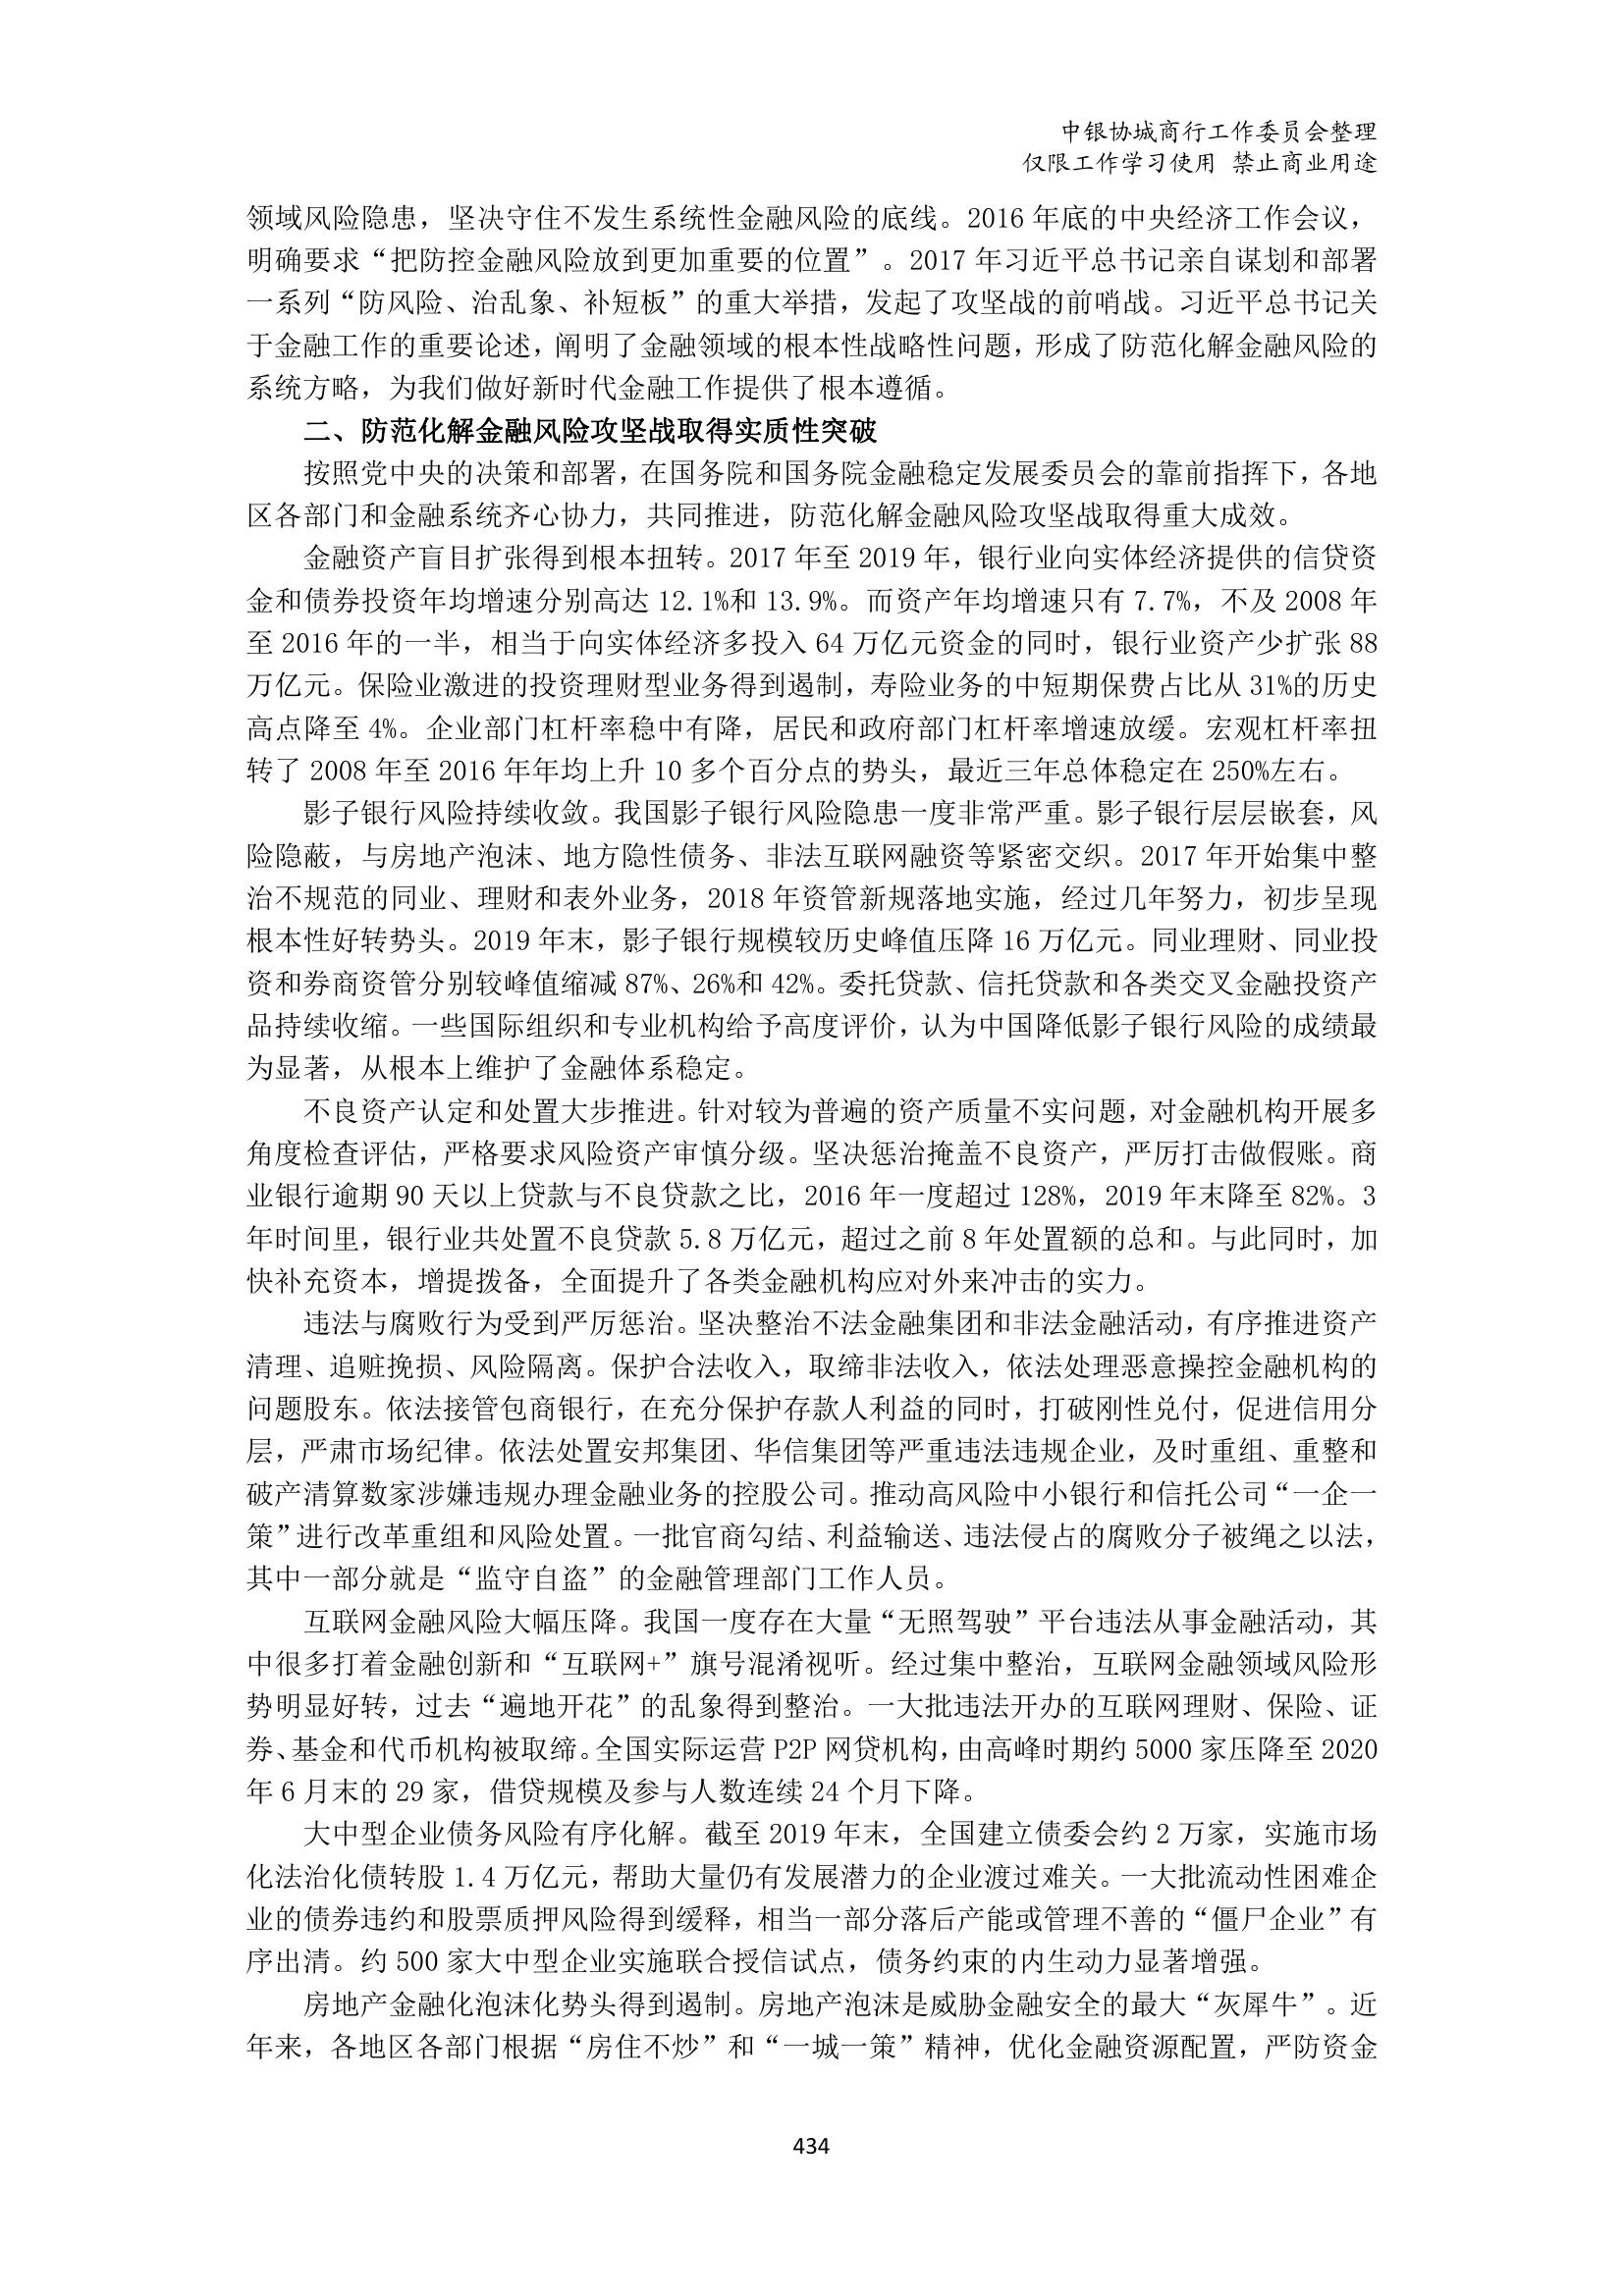 中银协城商行工作委员会整理
仅限工作学习使用 禁止商业用途
领域风险隐患，坚决守住不发生系统性金融风险的底线。2016 年底的中央经济工作会议，
明确要求“把防控金融风险放到更加重要的位置”。2017 年习近平总书记亲自谋划和部署
一系列“防风险、治乱象、补短板”的重大举措，发起了攻坚战的前哨战。习近平总书记关
于金融工作的重要论述，阐明了金融领域的根本性战略性问题，形成了防范化解金融风险的
系统方略，为我们做好新时代金融工作提供了根本遵循。
二、防范化解金融风险攻坚战取得实质性突破
按照党中央的决策和部署，在国务院和国务院金融稳定发展委员会的靠前指挥下，各地
区各部门和金融系统齐心协力，共同推进，防范化解金融风险攻坚战取得重大成效。
金融资产盲目扩张得到根本扭转。2017 年至 2019 年，银行业向实体经济提供的信贷资
金和债券投资年均增速分别高达 12.1%和 13.9%。而资产年均增速只有 7.7%，不及 2008 年
至 2016 年的一半，相当于向实体经济多投入 64 万亿元资金的同时，银行业资产少扩张 88
万亿元。保险业激进的投资理财型业务得到遏制，寿险业务的中短期保费占比从 31%的历史
高点降至 4%。企业部门杠杆率稳中有降，居民和政府部门杠杆率增速放缓。宏观杠杆率扭
转了 2008 年至 2016 年年均上升 10 多个百分点的势头，最近三年总体稳定在 250%左右。
影子银行风险持续收敛。我国影子银行风险隐患一度非常严重。影子银行层层嵌套，风
险隐蔽，与房地产泡沫、地方隐性债务、非法互联网融资等紧密交织。2017 年开始集中整
治不规范的同业、理财和表外业务，2018 年资管新规落地实施，经过几年努力，初步呈现
根本性好转势头。2019 年末，影子银行规模较历史峰值压降 16 万亿元。同业理财、同业投
资和券商资管分别较峰值缩减 87%、26%和 42%。委托贷款、信托贷款和各类交叉金融投资产
品持续收缩。一些国际组织和专业机构给予高度评价，认为中国降低影子银行风险的成绩最
为显著，从根本上维护了金融体系稳定。
不良资产认定和处置大步推进。针对较为普遍的资产质量不实问题，对金融机构开展多
角度检查评估，严格要求风险资产审慎分级。坚决惩治掩盖不良资产，严厉打击做假账。商
业银行逾期 90 天以上贷款与不良贷款之比，2016 年一度超过 128%，2019 年末降至 82%。3
年时间里，银行业共处置不良贷款 5.8 万亿元，超过之前 8 年处置额的总和。与此同时，加
快补充资本，增提拨备，全面提升了各类金融机构应对外来冲击的实力。
违法与腐败行为受到严厉惩治。坚决整治不法金融集团和非法金融活动，有序推进资产
清理、追赃挽损、风险隔离。保护合法收入，取缔非法收入，依法处理恶意操控金融机构的
问题股东。依法接管包商银行，在充分保护存款人利益的同时，打破刚性兑付，促进信用分
层，严肃市场纪律。依法处置安邦集团、华信集团等严重违法违规企业，及时重组、重整和
破产清算数家涉嫌违规办理金融业务的控股公司。推动高风险中小银行和信托公司“一企一
策”进行改革重组和风险处置。一批官商勾结、利益输送、违法侵占的腐败分子被绳之以法，
其中一部分就是“监守自盗”的金融管理部门工作人员。
互联网金融风险大幅压降。我国一度存在大量“无照驾驶”平台违法从事金融活动，其
中很多打着金融创新和“互联网+”旗号混淆视听。经过集中整治，互联网金融领域风险形
势明显好转，过去“遍地开花”的乱象得到整治。一大批违法开办的互联网理财、保险、证
券、基金和代币机构被取缔。全国实际运营 P2P 网贷机构，由高峰时期约 5000 家压降至 2020
年 6 月末的 29 家，借贷规模及参与人数连续 24 个月下降。
大中型企业债务风险有序化解。截至 2019 年末，全国建立债委会约 2 万家，实施市场
化法治化债转股 1.4 万亿元，帮助大量仍有发展潜力的企业渡过难关。一大批流动性困难企
业的债券违约和股票质押风险得到缓释，相当一部分落后产能或管理不善的“僵尸企业”有
序出清。约 500 家大中型企业实施联合授信试点，债务约束的内生动力显著增强。
房地产金融化泡沫化势头得到遏制。房地产泡沫是威胁金融安全的最大“灰犀牛”。近
年来，各地区各部门根据“房住不炒”和“一城一策”精神，优化金融资源配置，严防资金
434